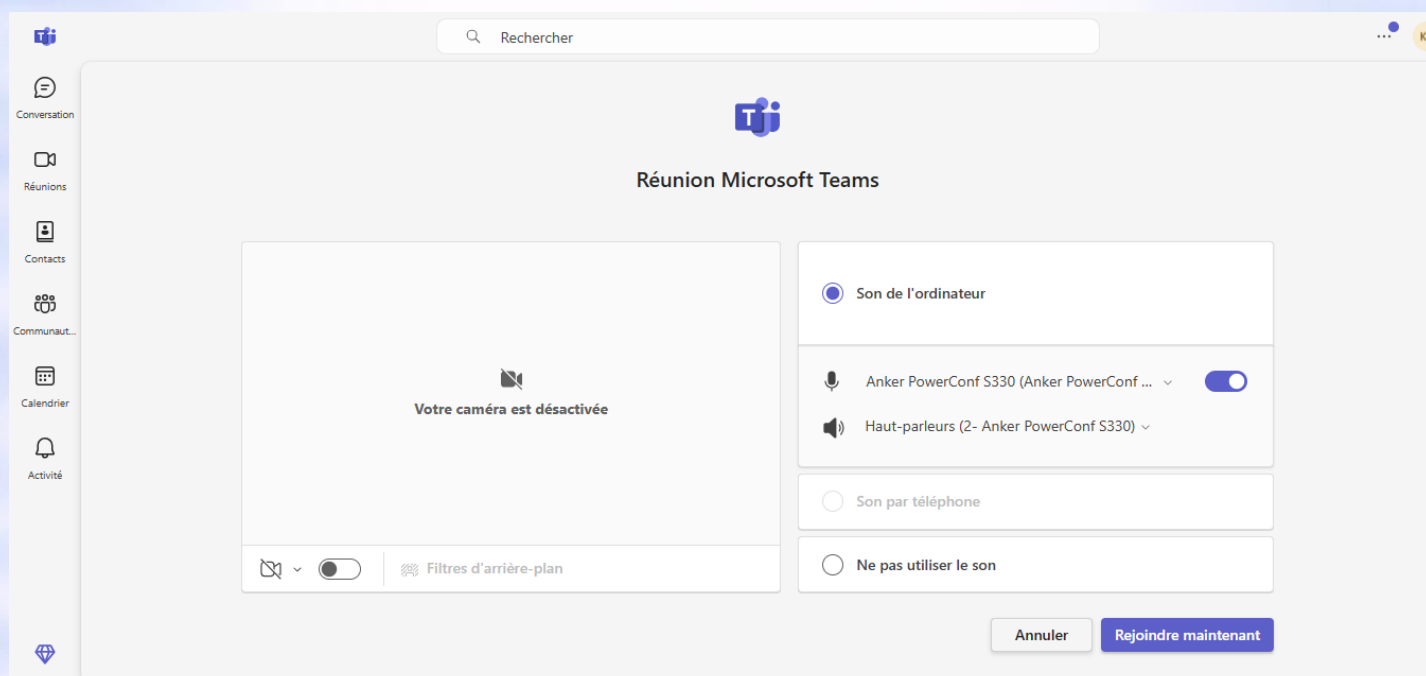 Rechercher
K
Conversation
Réunions
Contacts
Communaut...
Calendrier
Activité
T
Réunion Microsoft Teams
Votre caméra est désactivée
Filtres d'arrière-plan
Son de l'ordinateur
Anker PowerConf S330 (Anker PowerConf ...
Haut-parleurs (2- Anker PowerConf S330)
Son par téléphone
Ne pas utiliser le son
Annuler
Rejoindre maintenant